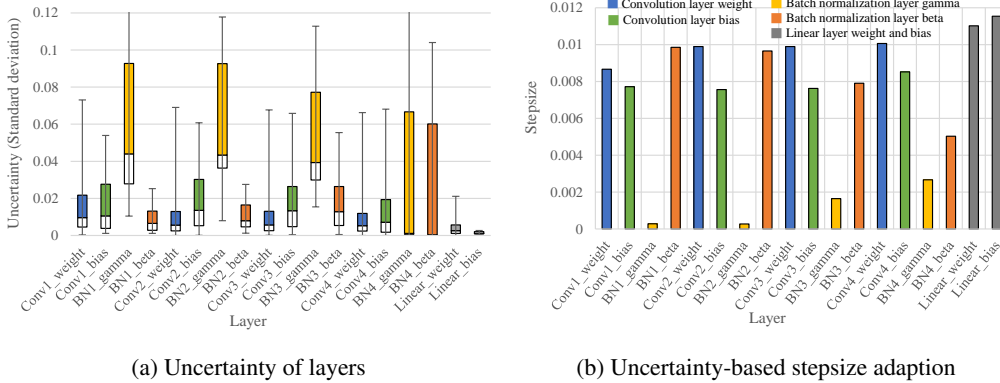 0.12
0.1
0.08
0.06
0.04
0.02
0
Uncertainty (Standard deviation)
Conv1_weight
Conv1_bias
BN1_gamma
BN1_beta
Conv2_weight
Conv2_bias
BN2_gamma
BN2_beta
Conv3_weight
Conv3_bias
BN3_gamma
BN3_beta
Conv4_weight
Conv4_bias
BN4_gamma
BN4_beta
Linear_weight
Linear_bias
Layer
(a) Uncertainty of layers
Convolution layer weight
Batch normalization layer gamma
Convolution layer bias
Batch normalization layer beta
Linear layer weight and bias
0.012
0.01
0.008
0.006
0.004
0.002
0
Stepsize
Conv1_weight
Conv1_bias
BN1_gamma
BN1_beta
Conv2_weight
Conv2_bias
BN2_gamma
BN2_beta
Conv3_weight
Conv3_bias
BN3_gamma
BN3_beta
Conv4_weight
Conv4_bias
BN4_gamma
BN4_beta
Linear_weight
Linear_bias
Layer
(b) Uncertainty-based stepsize adaption